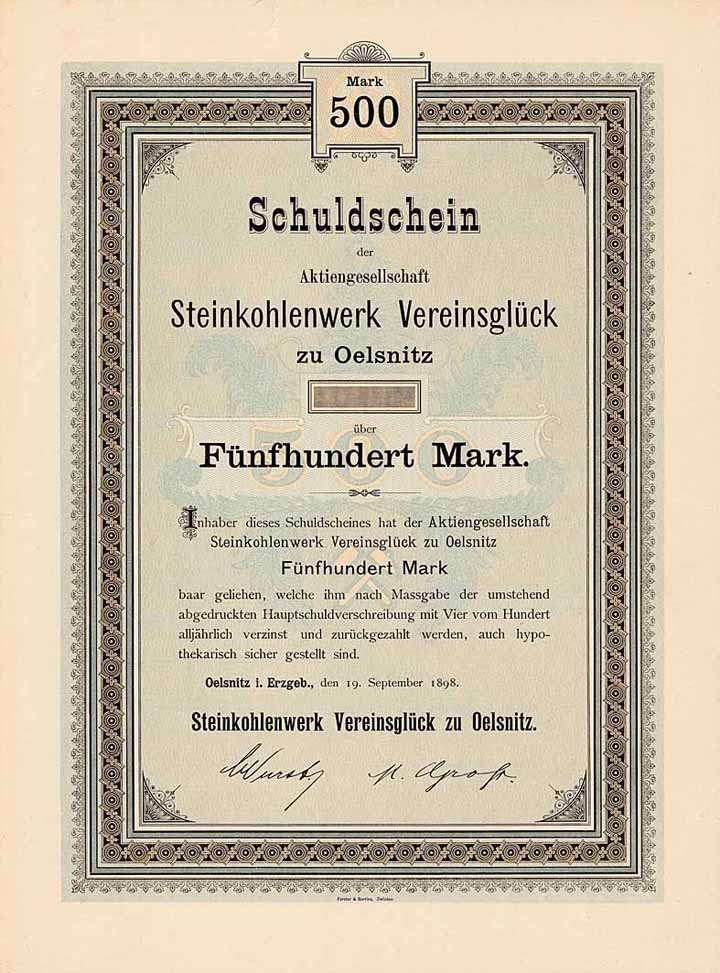 Mark
500
Schuldschein
der
Aktiengesellschaft
Steinkohlenwerk Vereinsglück
zu Oelsnitz
über
500
Fünfhundert Mark.
Inhaber dieses Schuldscheines hat der Aktiengesellschaft
Steinkohlenwerk Vereinsglück zu Oelsnitz
Fünfhundert Mark
baar geliehen, welche ihm nach Massgabe der umstehend
abgedruckten Hauptschuldverschreibung mit Vier vom Hundert
alljährlich verzinst und zurückgezahlt werden, auch hypo-
thekarisch sicher gestellt sind.
Oelsnitz i. Erzgeb., den 19. September 1898.
Steinkohlenwerk Vereinsglück zu Oelsnitz.